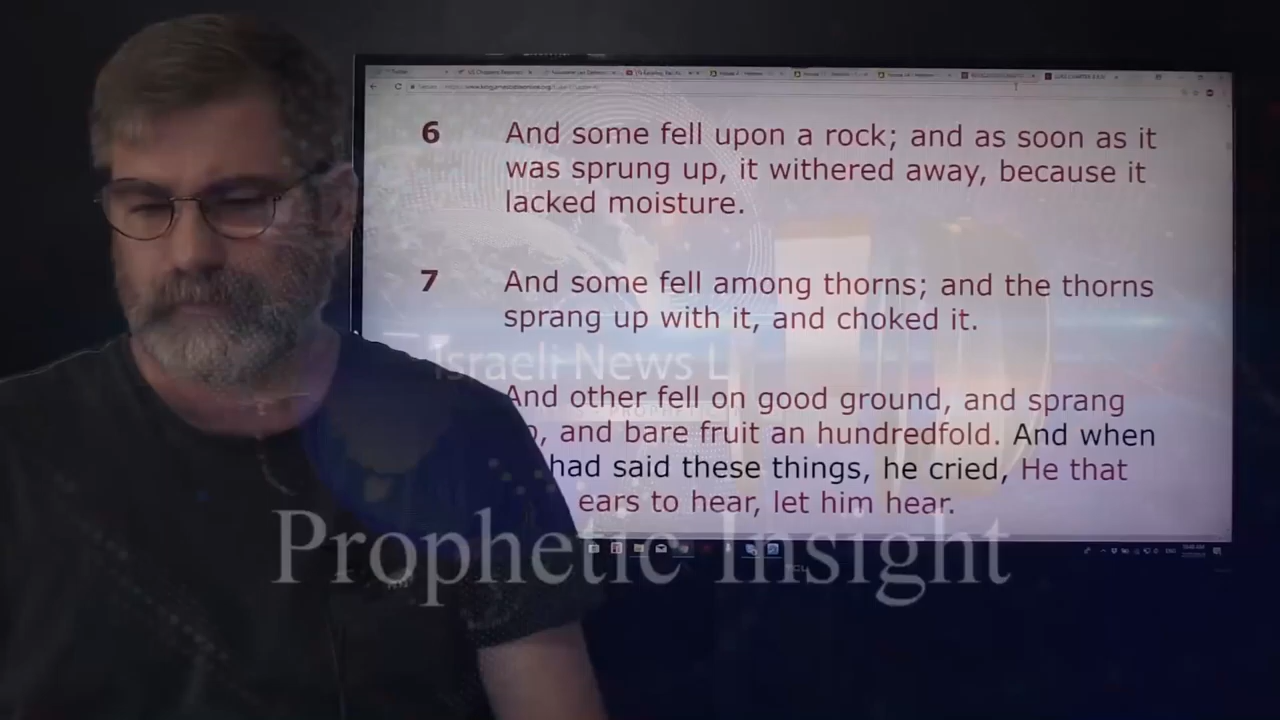 6 And some fell upon a rock; and as soon as it
was sprung up, it withered away, because it
lacked moisture.
7 And some fell among thorns; and the thorns
sprang up with it, and choked it.
Israeli News L
And other fell on good ground, and sprang
and bare fruit an hundredfold. And when
had said these things, he cried, He that
ears to hear, let him hear.
Prophetic Insight
TCL